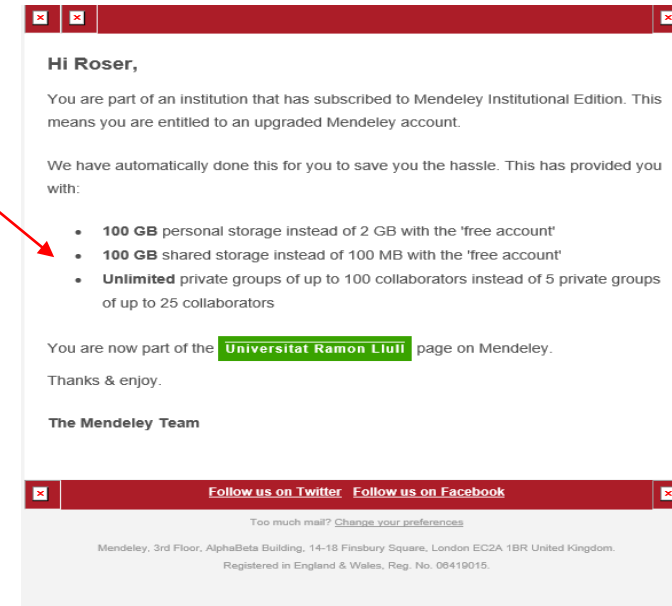 Hi Roser,
You are part of an institution that has subscribed to Mendeley Institutional Edition. This
means you are entitled to an upgraded Mendeley account.
We have automatically done this for you to save you the hassle. This has provided you
with:
• 100 GB personal storage instead of 2 GB with the 'free account'
• 100 GB shared storage instead of 100 MB with the 'free account'
• Unlimited private groups of up to 100 collaborators instead of 5 private groups
of up to 25 collaborators
You are now part of the Universitat Ramon Llull page on Mendeley.
Thanks & enjoy.
The Mendeley Team
Follow us on Twitter Follow us on Facebook
Too much mail? Change your preferences
Mendeley, 3rd Floor, AlphaBeta Building, 14-18 Finsbury Square, London EC2A 1BR United Kingdom.
Registered in England & Wales, Reg. No. 06419015.